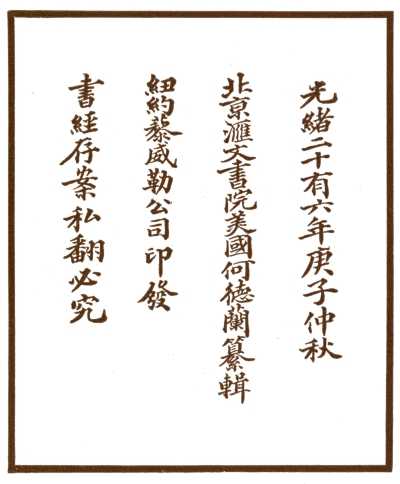 光緒二十有六年庚子仲秋
北京滙文書院美國何德蘭纂輯
紐約黎威勒公司印發
書經存案私翻必究